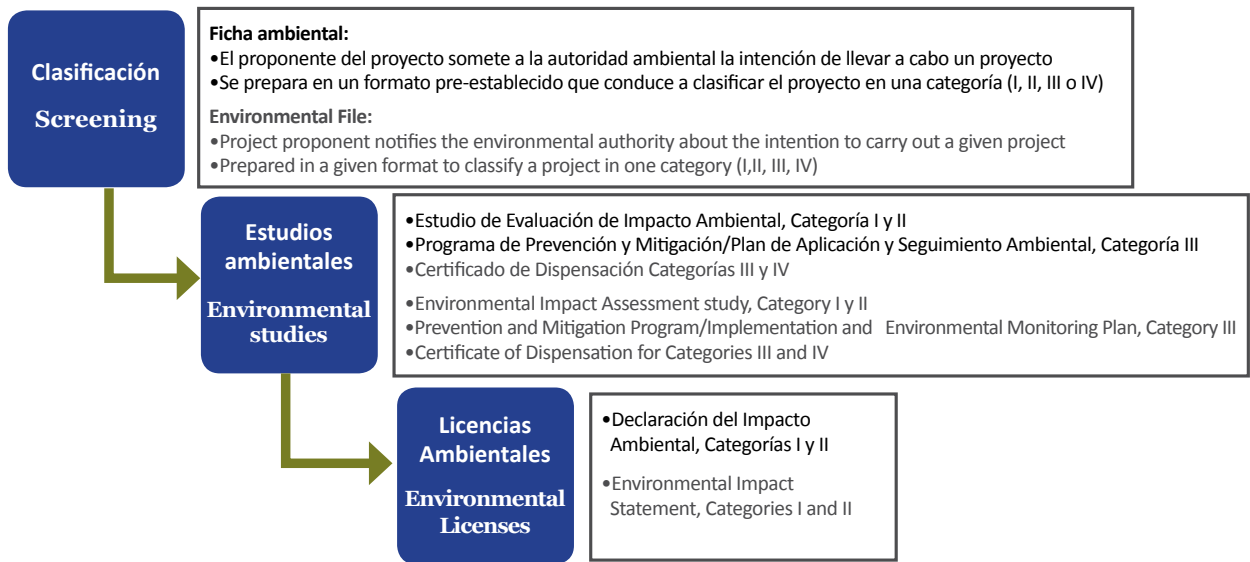 Clasificación
Screening
Ficha ambiental:
•El proponente del proyecto somete a la autoridad ambiental la intención de llevar a cabo un proyecto
•Se prepara en un formato pre-establecido que conduce a clasificar el proyecto en una categoría (I, II, III o IV)
Environmental File:
•Project proponent notifies the environmental authority about the intention to carry out a given project
•Prepared in a given format to classify a project in one category (I,II, III, IV)
Estudios
ambientales
Environmental
studies
•Estudio de Evaluación de Impacto Ambiental, Categoría I y II
•Programa de Prevención y Mitigación/Plan de Aplicación y Seguimiento Ambiental, Categoría III
•Certificado de Dispensación Categorías III y IV
•Environmental Impact Assessment study, Category I y II
•Prevention and Mitigation Program/Implementation and Environmental Monitoring Plan, Category III
•Certificate of Dispensation for Categories III and IV
Licencias
Ambientales
Environmental
Licenses
•Declaración del Impacto
Ambiental, Categorías I y II
•Environmental Impact
Statement, Categories I and II